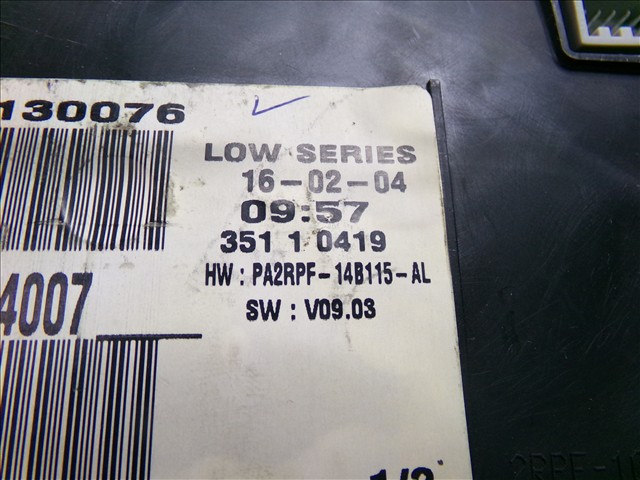 130076
LOW SERIES
16-02-04
09:57
351 1 0419
HW : PA2RPF-14B115-AL
4007
SW : V09.03